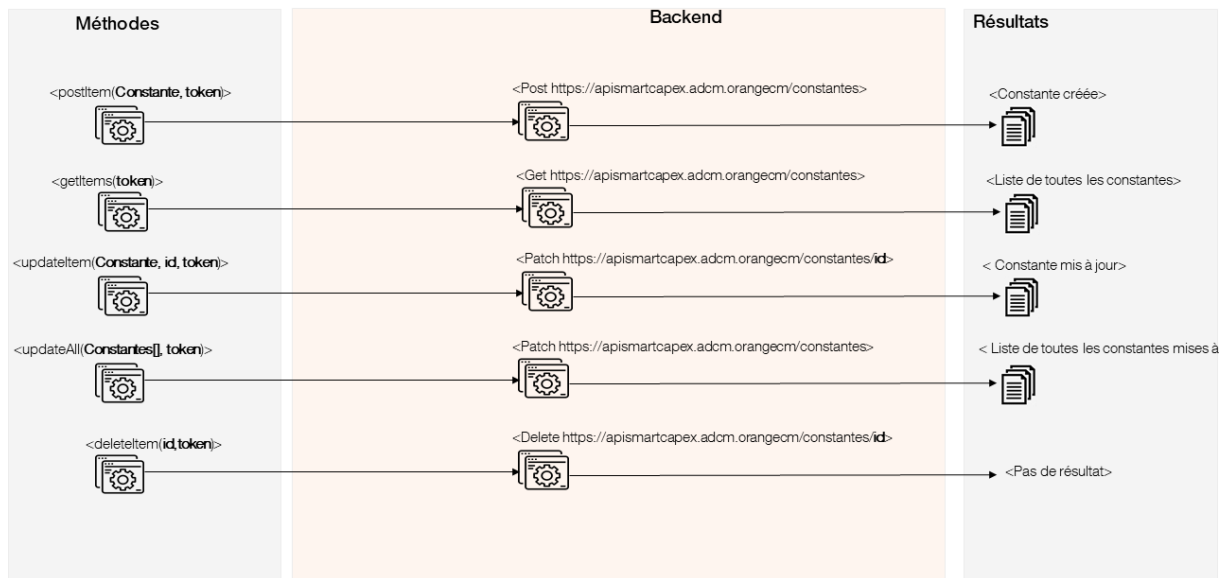 Méthodes
Backend
Résultats
<postItem(Constante, token)>
<Post https://apismartcapex.adcm.orangecm/constantes>
<Constante créée>
<getItems(token)>
<Get https://apismartcapex.adcm.orangecm/constantes>
<Liste de toutes les constantes>
<updateItem(Constante, id, token)>
<Patch https://apismartcapex.adcm.orangecm/constantes/id>
< Constante mis à jour>
<updateAll(Constantes[], token)>
<Patch https://apismartcapex.adcm.orangecm/constantes>
< Liste de toutes les constantes mises à
<deleteItem(id,token)>
<Delete https://apismartcapex.adcm.orangecm/constantes/id>
<Pas de résultat>